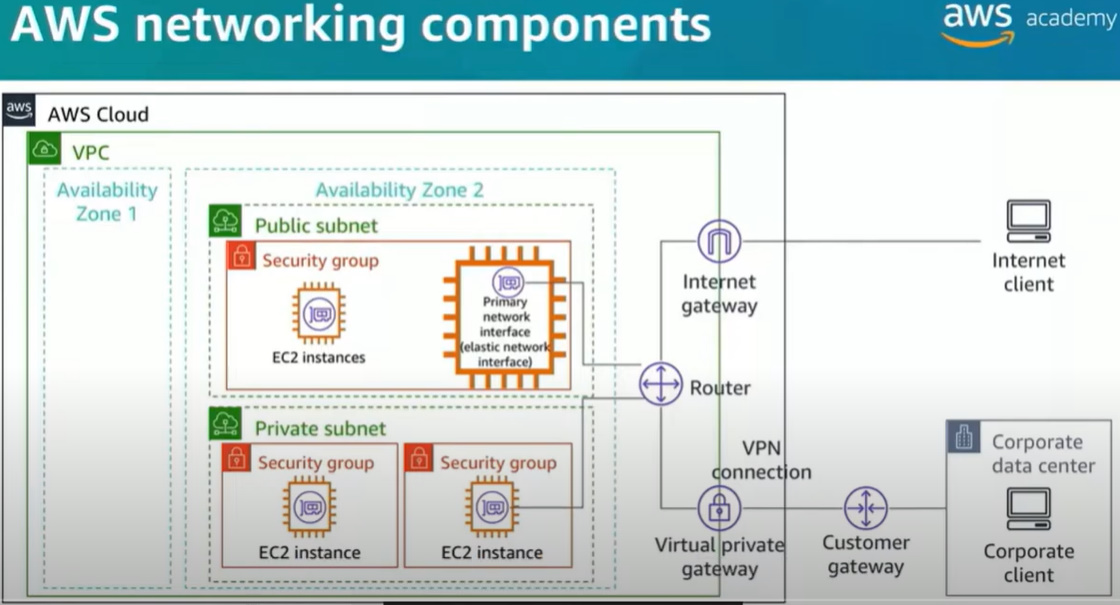 AWS networking components
aws academy
aws
AWS Cloud
VPC
Availability
Zone 1
Availability Zone 2
Public subnet
Security group
EC2 instances
Primary
network
interface
(elastic network
interface)
Private subnet
Security group
EC2 instance
Security group
EC2 instance
Internet
gateway
Router
VPN
connection
Virtual private
gateway
Customer
gateway
Internet
client
Corporate
data center
Corporate
client